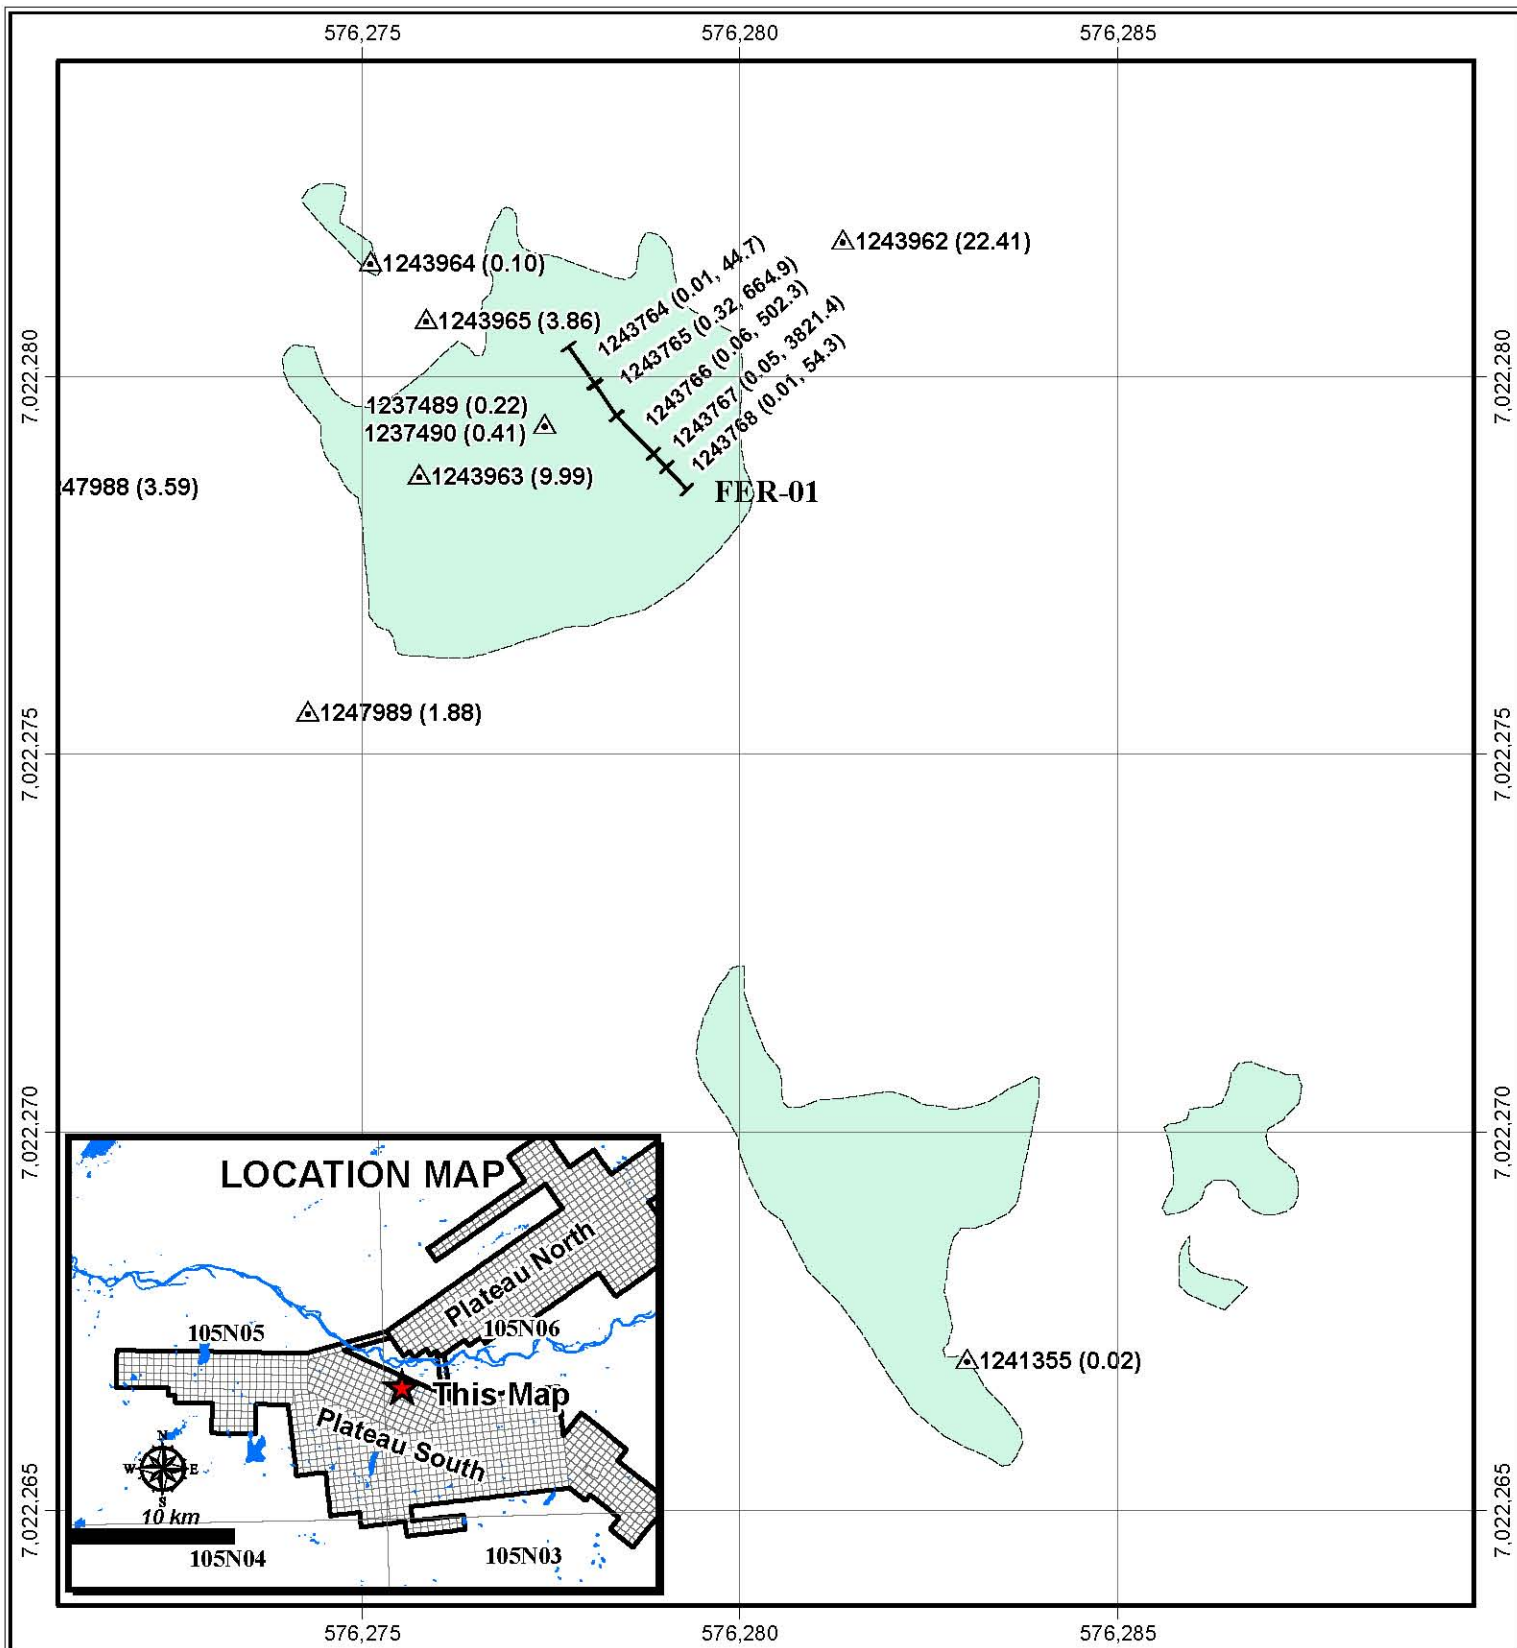 576,275
576,280
576,285
1243962 (22.41)
1243964 (0.10)
1243965 (3.86)
1243764 (0.01, 44.7)
1243765 (0.32, 664.9)
1243766 (0.06, 502.3)
1243767 (0.05, 3821.4)
1243768 (0.01, 54.3)
7,022,280
7,022,280
1237489 (0.22)
1237490 (0.41)
1243963 (9.99)
47988 (3.59)
FER-01
1247989 (1.88)
7,022,275
7,022,275
7,022,270
7,022,270
LOCATION MAP
Plateau North
105N05
105N06
This Map
Plateau South
N
W
E
S
10 km
105N04
105N03
1241355 (0.02)
7,022,265
7,022,265
576,275
576,280
576,285